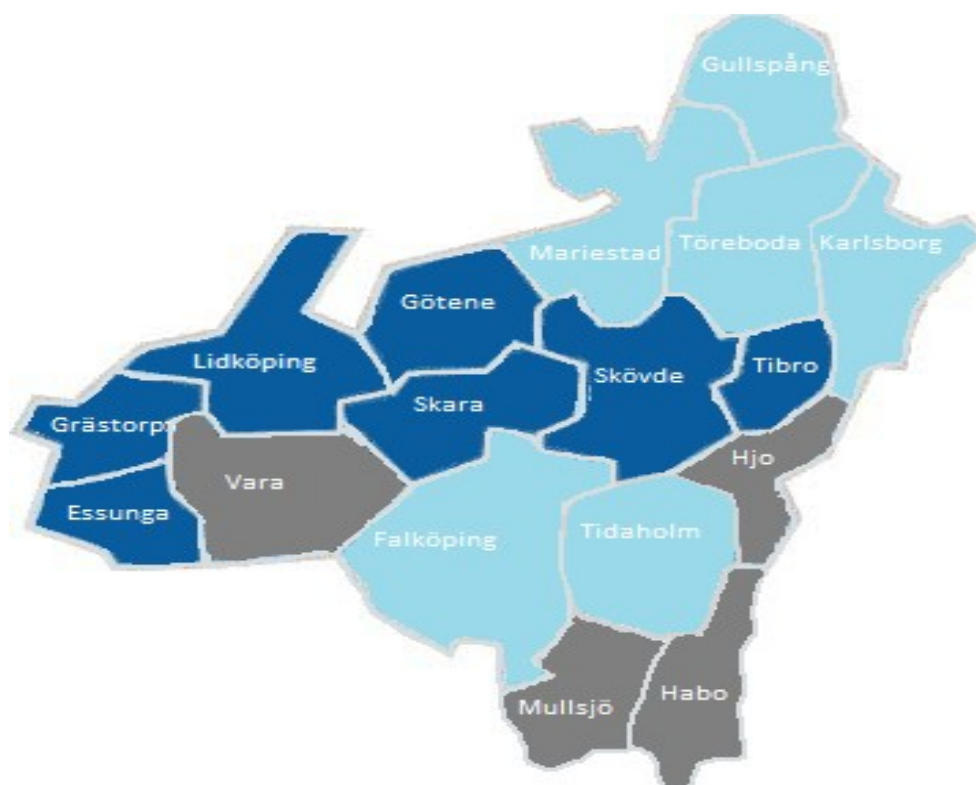 Gullspång
Mariestad
Töreboda
Karlsborg
Götene
Lidköping
Skövde
Tibro
Skara
Grästorp
Hjo
Vara
Essunga
Falköping
Tidaholm
Mullsjö
Habo